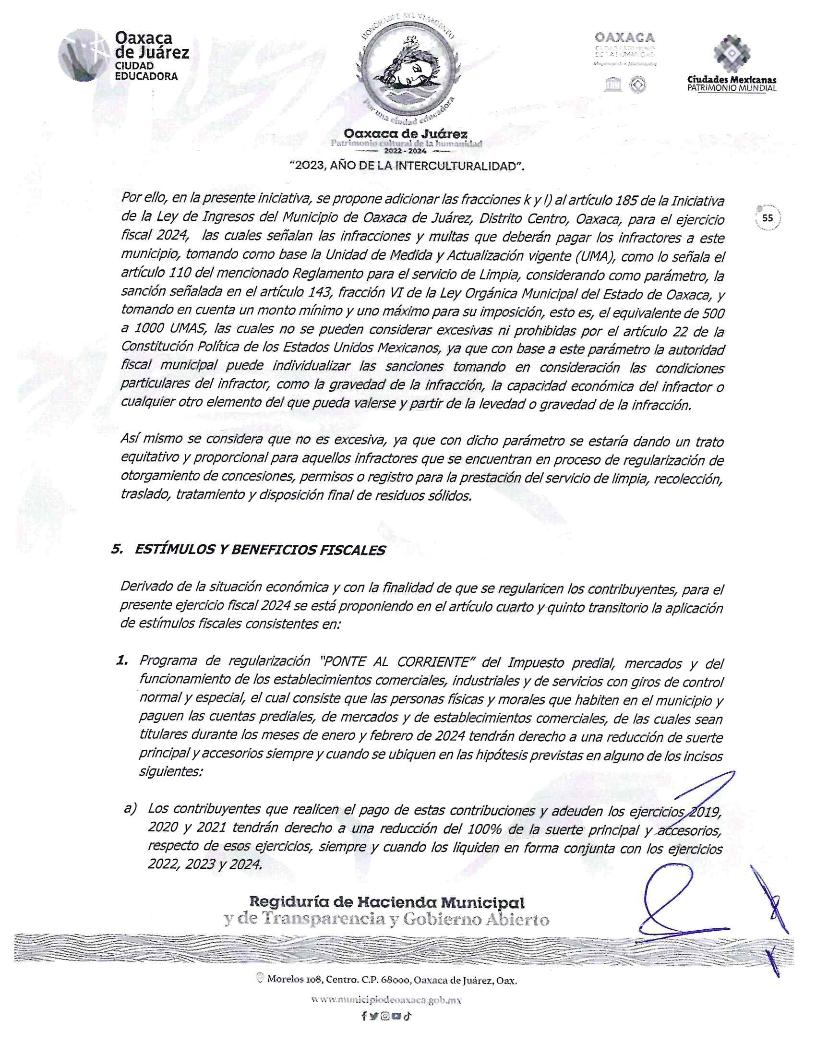 Oaxaca
de Juárez
CIUDAD
EDUCADORA
Por una ciudad educadora
Oaxaca de Juárez
Patrimonio cultural de la humanidad
2022 - 2024
OAXACA
Ciudades Mexicanas
PATRIMONIO MUNDIAL
"2023, AÑO DE LA INTERCULTURALIDAD".
55
Por ello, en la presente iniciativa, se propone adicionar las fracciones k y l) al artículo 185 de la Iniciativa
de la Ley de Ingresos del Municipio de Oaxaca de Juárez, Distrito Centro, Oaxaca, para el ejercicio
fiscal 2024, las cuales señalan las infracciones y multas que deberán pagar los infractores a este
municipio, tomando como base la Unidad de Medida y Actualización vigente (UMA), como lo señala el
artículo 110 del mencionado Reglamento para el servicio de Limpia, considerando como parámetro, la
sanción señalada en el artículo 143, fracción VI de la Ley Orgánica Municipal del Estado de Oaxaca, y
tomando en cuenta un monto mínimo y uno máximo para su imposición, esto es, el equivalente de 500
a 1000 UMAS, las cuales no se pueden considerar excesivas ni prohibidas por el artículo 22 de la
Constitución Política de los Estados Unidos Mexicanos, ya que con base a este parámetro la autoridad
fiscal municipal puede individualizar las sanciones tomando en consideración las condiciones
particulares del infractor, como la gravedad de la infracción, la capacidad económica del infractor o
cualquier otro elemento del que pueda valerse y partir de la levedad o gravedad de la infracción.
Así mismo se considera que no es excesiva, ya que con dicho parámetro se estaría dando un trato
equitativo y proporcional para aquellos infractores que se encuentran en proceso de regularización de
otorgamiento de concesiones, permisos o registro para la prestación del servicio de limpia, recolección,
traslado, tratamiento y disposición final de residuos sólidos.
5. ESTÍMULOS Y BENEFICIOS FISCALES
Derivado de la situación económica y con la finalidad de que se regularicen los contribuyentes, para el
presente ejercicio fiscal 2024 se está proponiendo en el artículo cuarto y quinto transitorio la aplicación
de estímulos fiscales consistentes en:
1. Programa de regularización "PONTE AL CORRIENTE" del Impuesto predial, mercados y del
funcionamiento de los establecimientos comerciales, industriales y de servicios con giros de control
normal y especial, el cual consiste que las personas físicas y morales que habiten en el municipio y
paguen las cuentas prediales, de mercados y de establecimientos comerciales, de las cuales sean
titulares durante los meses de enero y febrero de 2024 tendrán derecho a una reducción de suerte
principal y accesorios siempre y cuando se ubiquen en las hipótesis previstas en alguno de los incisos
siguientes:
a) Los contribuyentes que realicen el pago de estas contribuciones y adeuden los ejercicios 2019,
2020 y 2021 tendrán derecho a una reducción del 100% de la suerte principal y accesorios,
respecto de esos ejercicios, siempre y cuando los liquiden en forma conjunta con los ejercicios
2022, 2023 y 2024.
Regiduría de Hacienda Municipal
y de Transparencia y Gobierno Abierto
Morelos 108, Centro. C.P. 68000, Oaxaca de Juárez, Oax.
www.municipiodeoaxaca.gob.mx